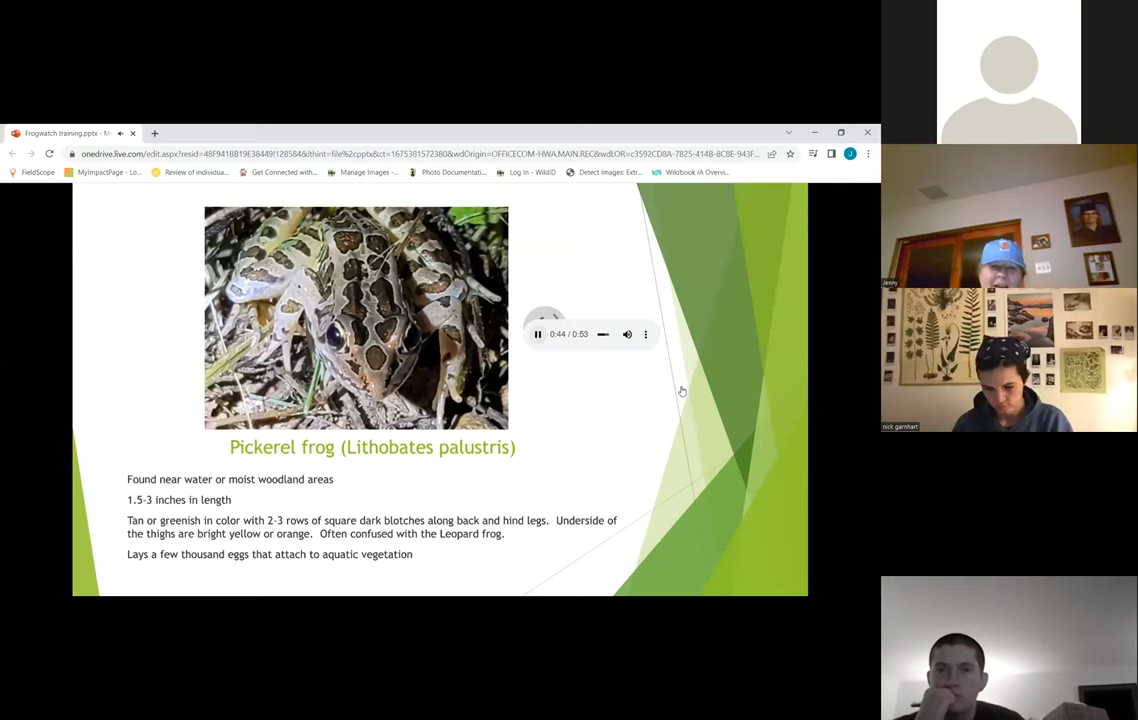 Frogwatch training.pptx - M
onedrive.live.com/edit.aspx?resid=48F941BB19E38449!128584&ithint=file%2cpptx&ct=1675381572380&wdOrigin=OFFICECOM-HWA.MAIN.REC&wdLOR=c3592CD8A-7825-414B-8C8E-943F...
FieldScope MyImpactPage - Lo... Review of individua... Get Connected with... Manage Images -... Photo Documentati... Log In - WildID Detect Images: Extr... Wildbook IA Overvi...
0:44 / 0:53
Pickerel frog (Lithobates palustris)
Found near water or moist woodland areas
1.5-3 inches in length
Tan or greenish in color with 2-3 rows of square dark blotches along back and hind legs. Underside of
the thighs are bright yellow or orange. Often confused with the Leopard frog.
Lays a few thousand eggs that attach to aquatic vegetation
Jenny
nick garnhart